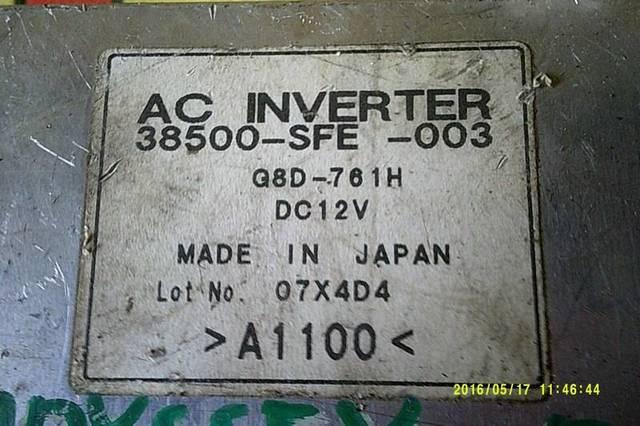 AC INVERTER
38500-SFE -003
G8D-761H
DC12V
MADE IN JAPAN
Lot No. 07X4D4
>A1100<
2016/05/17 11:46:44
ODYSSEY